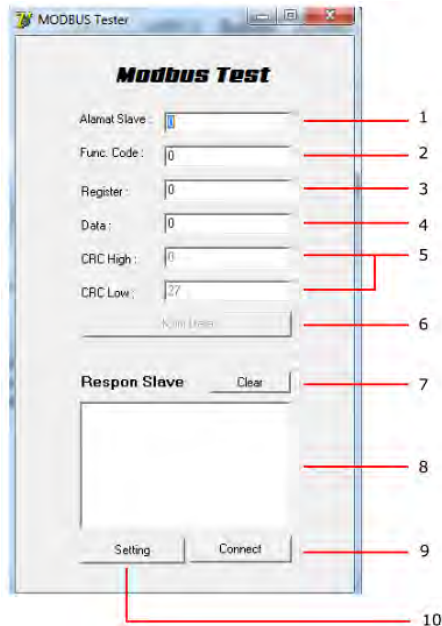 MODBUS Tester
Modbus Test
Alamat Slave : 0 1
Func. Code : 0 2
Register : 0 3
Data : 0 4
CRC High : 0 5
CRC Low : 27
6
Respon Slave Clear 7
8
Setting Connect 9
10